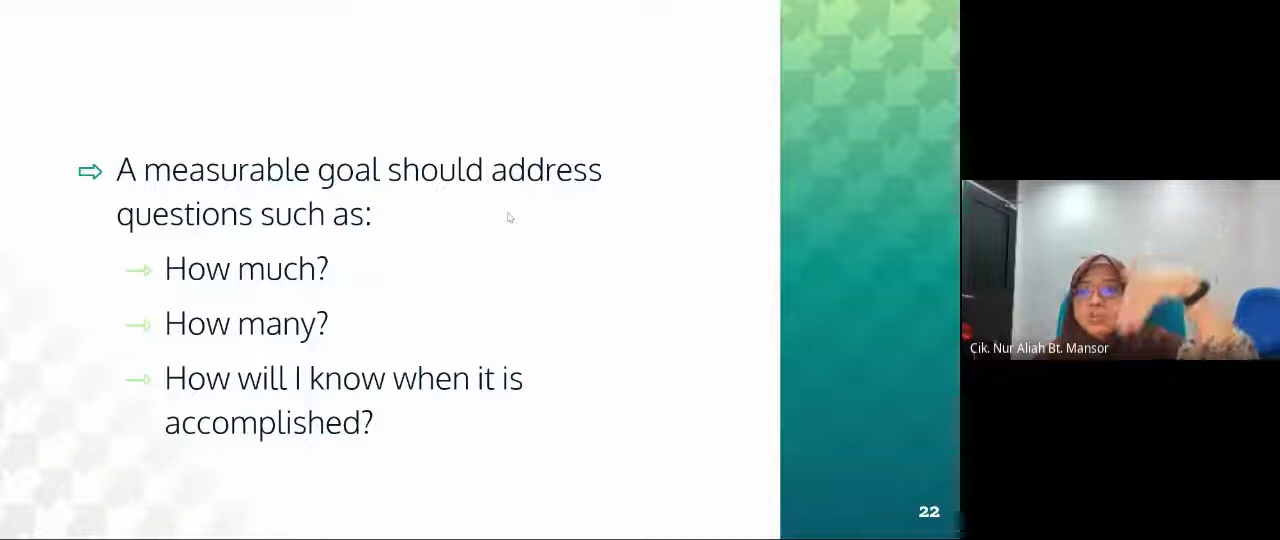 A measurable goal should address
questions such as:
How much?
How many?
How will I know when it is
accomplished?
22
Cik. Nur Aliah Bt. Mansor